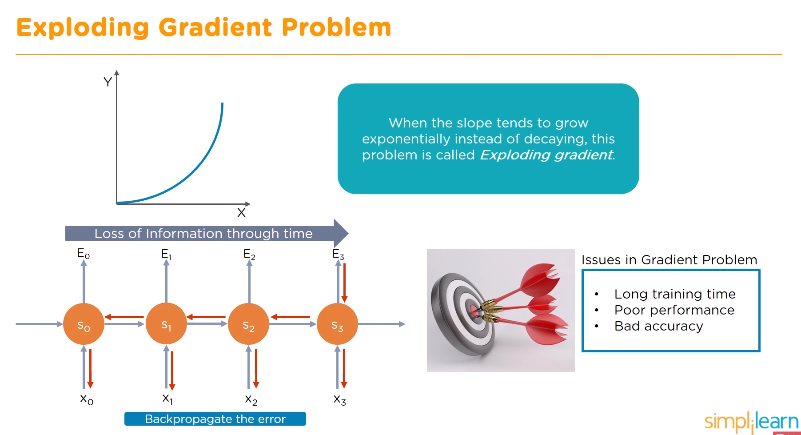 Exploding Gradient Problem
Y
X
When the slope tends to grow
exponentially instead of decaying, this
problem is called Exploding gradient.
Loss of Information through time
E0 E1 E2 E3
s0 s1 s2 s3
x0 x1 x2 x3
Backpropagate the error
Issues in Gradient Problem
• Long training time
• Poor performance
• Bad accuracy
simplilearn